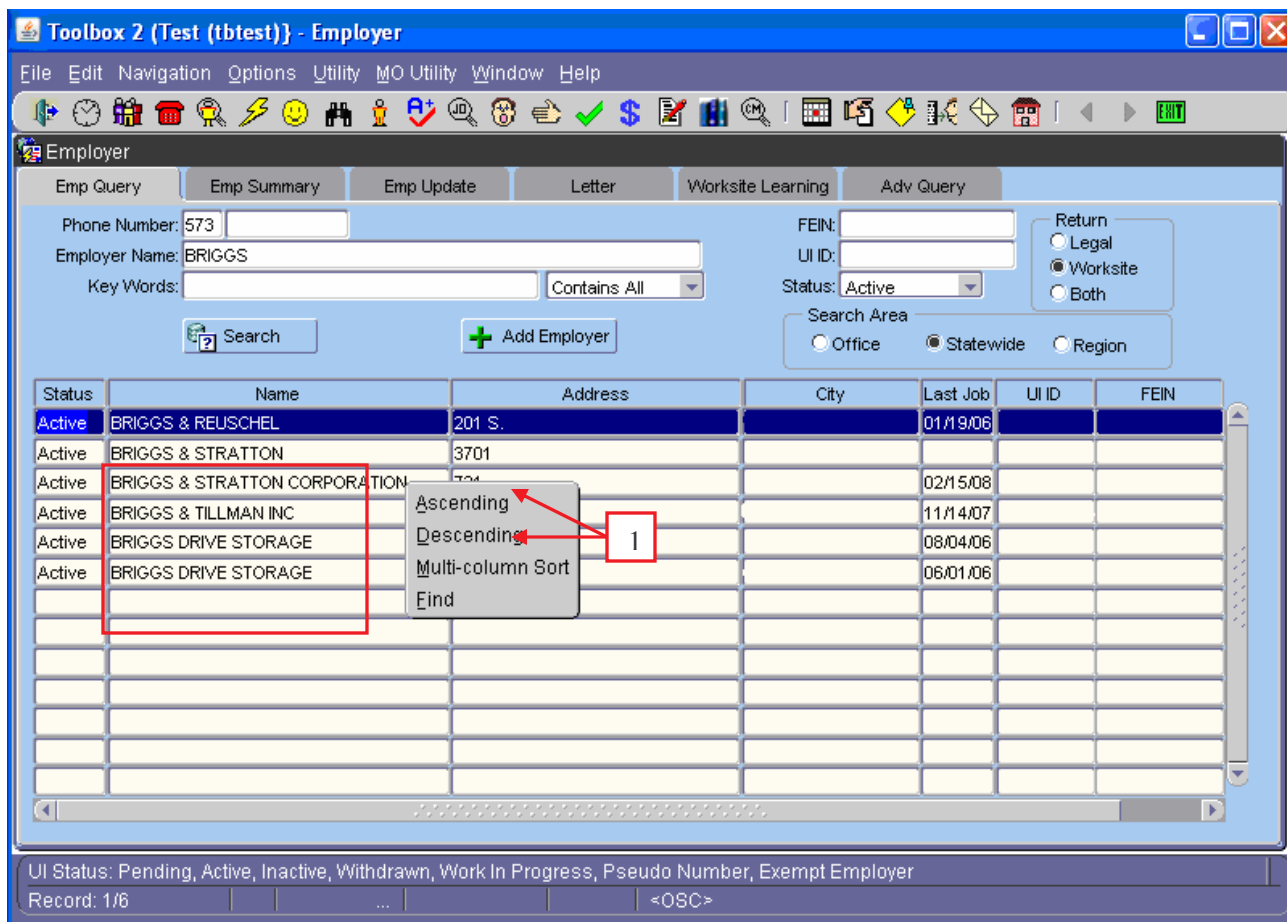 Toolbox 2 (Test (tbtest)} - Employer
File Edit Navigation Options Utility MO Utility Window Help
A+ JD CM EXIT
Employer
Emp Query Emp Summary Emp Update Letter Worksite Learning Adv Query
Phone Number: 573 FEIN: Return
Employer Name: BRIGGS UI ID: Legal
Worksite
Key Words: Contains All Status: Active Both
Search Area
Search Add Employer Office Statewide Region
Status Name Address City Last Job UI ID FEIN
Active BRIGGS & REUSCHEL 201 S. 01/19/06
Active BRIGGS & STRATTON 3701
Active BRIGGS & STRATTON CORPORATION 02/15/08
Active BRIGGS & TILLMAN INC 11/14/07
Active BRIGGS DRIVE STORAGE 08/04/06
Active BRIGGS DRIVE STORAGE 06/01/06
Ascending
Descending
Multi-column Sort
Find
1
UI Status: Pending, Active, Inactive, Withdrawn, Work In Progress, Pseudo Number, Exempt Employer
Record: 1/6 ... <OSC>